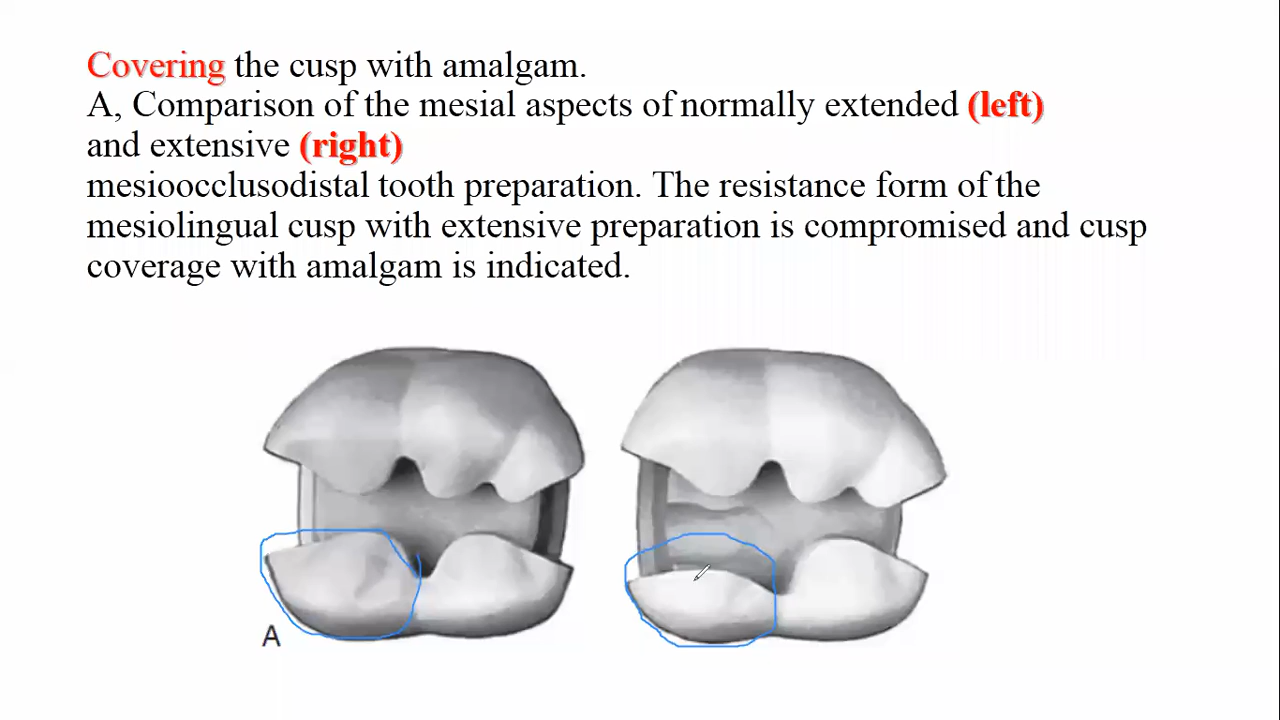 Covering the cusp with amalgam.
A, Comparison of the mesial aspects of normally extended (left)
and extensive (right)
mesioocclusodistal tooth preparation. The resistance form of the
mesiolingual cusp with extensive preparation is compromised and cusp
coverage with amalgam is indicated.
A